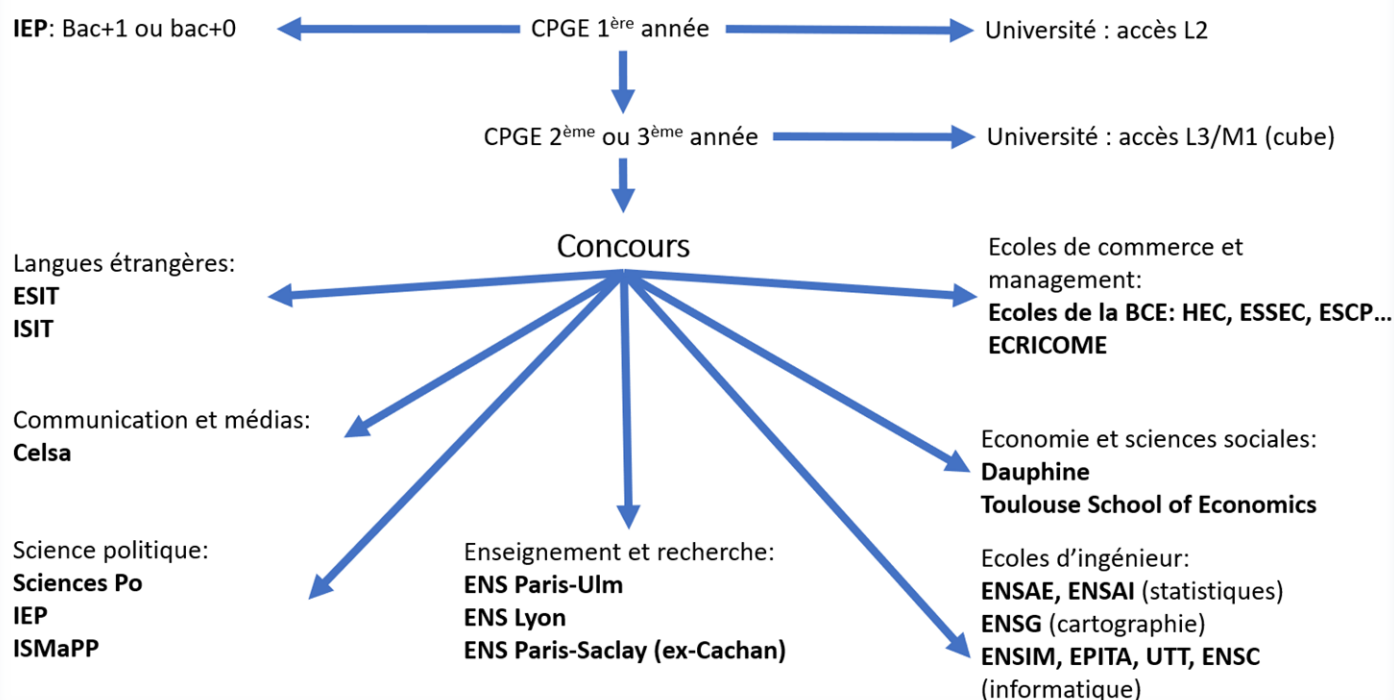 IEP: Bac+1 ou bac+0
CPGE 1ère année
Université : accès L2
CPGE 2ème ou 3ème année
Université : accès L3/M1 (cube)
Concours
Langues étrangères:
ESIT
ISIT
Ecoles de commerce et
management:
Ecoles de la BCE: HEC, ESSEC, ESCP...
ECRICOME
Communication et médias:
Celsa
Economie et sciences sociales:
Dauphine
Toulouse School of Economics
Science politique:
Sciences Po
IEP
ISMaPP
Enseignement et recherche:
ENS Paris-Ulm
ENS Lyon
ENS Paris-Saclay (ex-Cachan)
Ecoles d’ingénieur:
ENSAE, ENSAI (statistiques)
ENSG (cartographie)
ENSIM, EPITA, UTT, ENSC
(informatique)